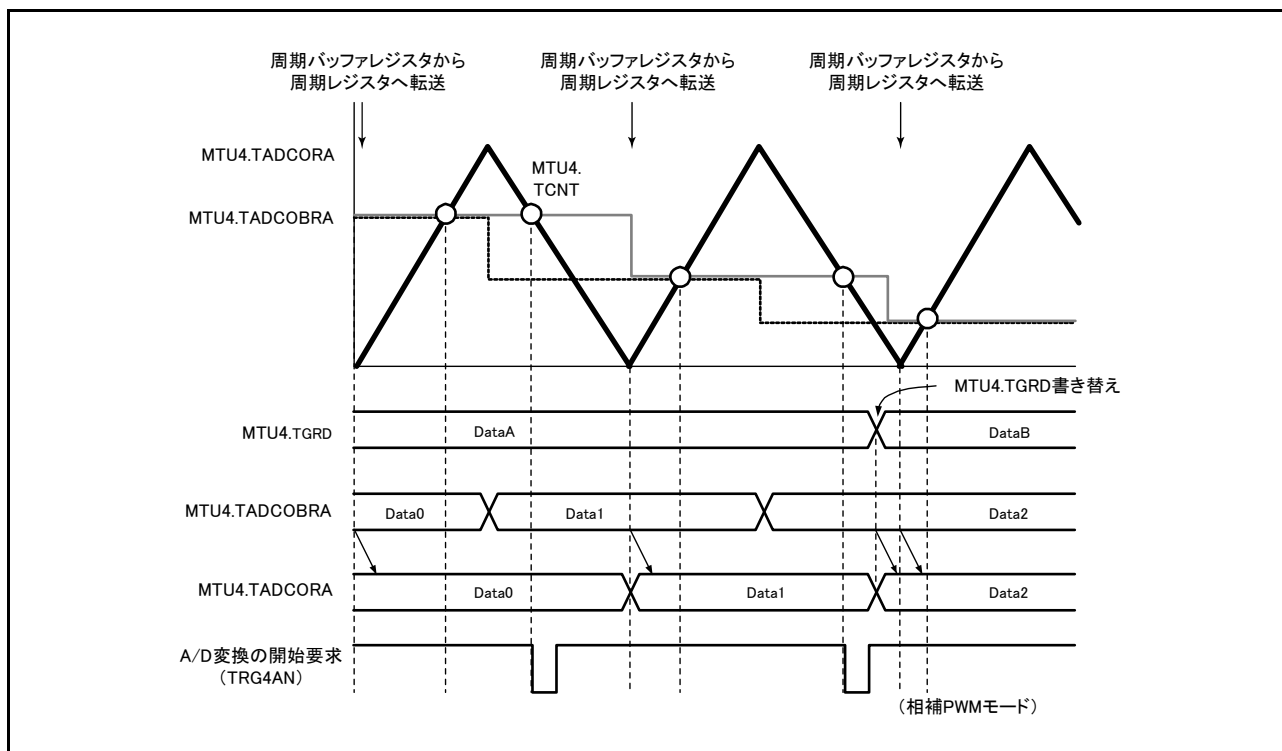 周期バッファレジスタから
周期レジスタへ転送
周期バッファレジスタから
周期レジスタへ転送
周期バッファレジスタから
周期レジスタへ転送
MTU4.TADCORA
MTU4.
TCNT
MTU4.TADCOBRA
MTU4.TGRD書き替え
MTU4.TGRD
DataA
DataB
MTU4.TADCOBRA
Data0
Data1
Data2
MTU4.TADCORA
Data0
Data1
Data2
A/D変換の開始要求
(TRG4AN)
(相補PWMモード)